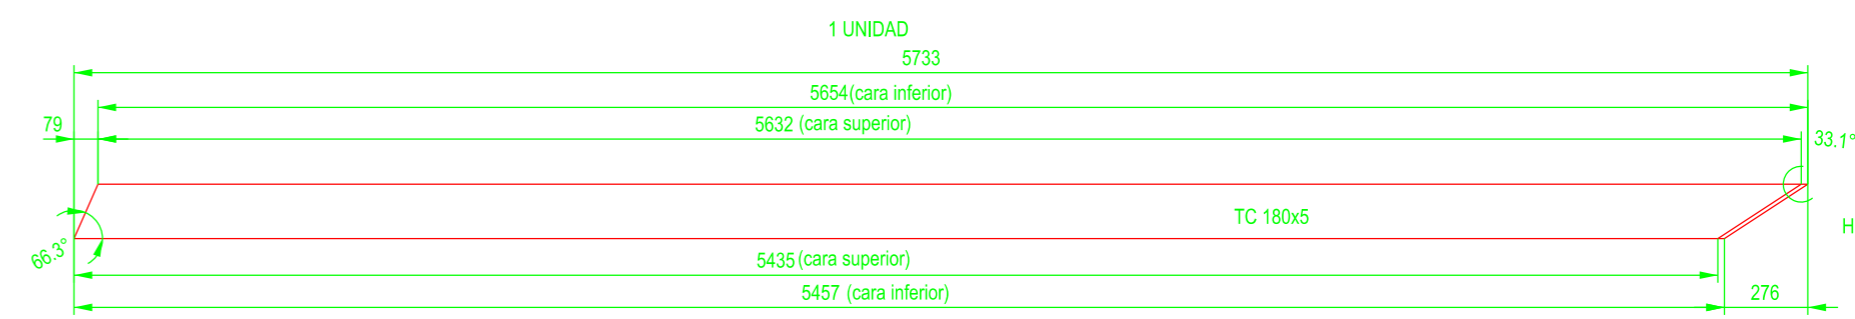 1 UNIDAD
5733
5654(cara inferior)
79
5632 (cara superior)
33.1°
TC 180x5
H
66.3°
5435(cara superior)
5457 (cara inferior)
276